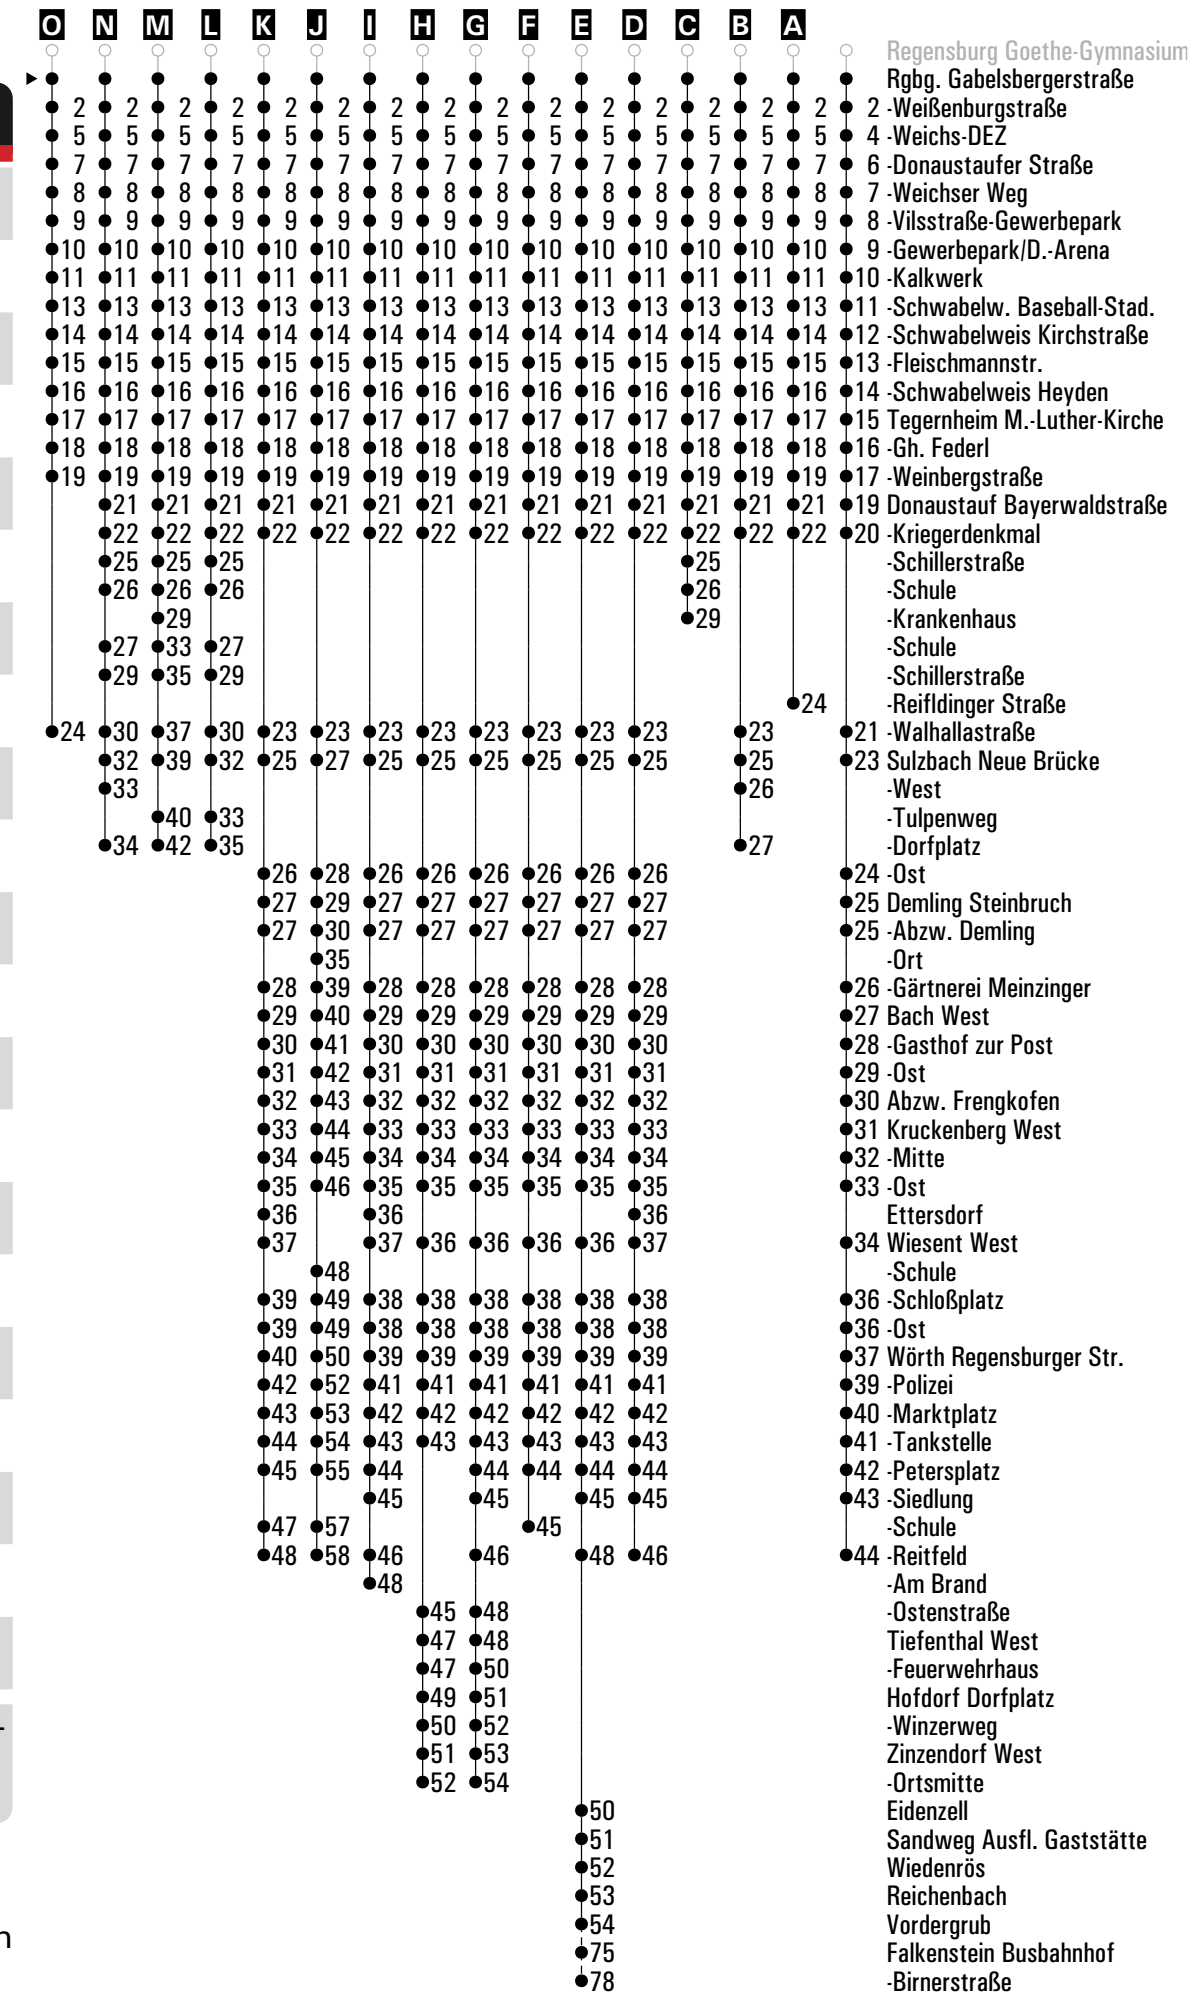 O N M L K J I H G F E D C B A
Regensburg Goethe-Gymnasium
Rgbg. Gabelsbergerstraße
2 2 2 2 2 2 2 2 2 2 2 2 2 2 2 2 -Weißenburgstraße
5 5 5 5 5 5 5 5 5 5 5 5 5 5 5 4 -Weichs-DEZ
7 7 7 7 7 7 7 7 7 7 7 7 7 7 7 6 -Donaustaufer Straße
8 8 8 8 8 8 8 8 8 8 8 8 8 8 8 7 -Weichser Weg
9 9 9 9 9 9 9 9 9 9 9 9 9 9 9 8 -Vilsstraße-Gewerbepark
10 10 10 10 10 10 10 10 10 10 10 10 10 10 10 9 -Gewerbepark/D.-Arena
11 11 11 11 11 11 11 11 11 11 11 11 11 11 11 10 -Kalkwerk
13 13 13 13 13 13 13 13 13 13 13 13 13 13 13 11 -Schwabelw. Baseball-Stad.
14 14 14 14 14 14 14 14 14 14 14 14 14 14 14 12 -Schwabelweis Kirchstraße
15 15 15 15 15 15 15 15 15 15 15 15 15 15 15 13 -Fleischmannstr.
16 16 16 16 16 16 16 16 16 16 16 16 16 16 16 14 -Schwabelweis Heyden
17 17 17 17 17 17 17 17 17 17 17 17 17 17 17 15 Tegernheim M.-Luther-Kirche
18 18 18 18 18 18 18 18 18 18 18 18 18 18 18 16 -Gh. Federl
19 19 19 19 19 19 19 19 19 19 19 19 19 19 19 17 -Weinbergstraße
21 21 21 21 21 21 21 21 21 21 21 21 21 21 19 Donaustauf Bayerwaldstraße
22 22 22 22 22 22 22 22 22 22 22 22 22 22 20 -Kriegerdenkmal
25 25 25 25 -Schillerstraße
26 26 26 26 -Schule
29 29 -Krankenhaus
27 33 27 -Schule
29 35 29 -Schillerstraße
24 -Reifldinger Straße
24 30 37 30 23 23 23 23 23 23 23 23 23 21 -Walhallastraße
32 39 32 25 27 25 25 25 25 25 25 25 23 Sulzbach Neue Brücke
33 26 -West
40 33 -Tulpenweg
34 42 35 27 -Dorfplatz
26 28 26 26 26 26 26 26 24 -Ost
27 29 27 27 27 27 27 27 25 Demling Steinbruch
27 30 27 27 27 27 27 27 25 -Abzw. Demling
35 -Ort
28 39 28 28 28 28 28 28 26 -Gärtnerei Meinzinger
29 40 29 29 29 29 29 29 27 Bach West
30 41 30 30 30 30 30 30 28 -Gasthof zur Post
31 42 31 31 31 31 31 31 29 -Ost
32 43 32 32 32 32 32 32 30 Abzw. Frengkofen
33 44 33 33 33 33 33 33 31 Kruckenberg West
34 45 34 34 34 34 34 34 32 -Mitte
35 46 35 35 35 35 35 35 33 -Ost
36 36 36 Ettersdorf
37 37 36 36 36 36 37 34 Wiesent West
48 -Schule
39 49 38 38 38 38 38 38 36 -Schloßplatz
39 49 38 38 38 38 38 38 36 -Ost
40 50 39 39 39 39 39 39 37 Wörth Regensburger Str.
42 52 41 41 41 41 41 41 39 -Polizei
43 53 42 42 42 42 42 42 40 -Marktplatz
44 54 43 43 43 43 43 43 41 -Tankstelle
45 55 44 44 44 44 44 42 -Petersplatz
45 45 45 45 43 -Siedlung
47 57 45 -Schule
48 58 46 46 48 46 44 -Reitfeld
48 -Am Brand
45 48 -Ostenstraße
47 48 Tiefenthal West
47 50 -Feuerwehrhaus
49 51 Hofdorf Dorfplatz
50 52 -Winzerweg
51 53 Zinzendorf West
52 54 -Ortsmitte
50 Eidenzell
51 Sandweg Ausfl. Gaststätte
52 Wiedenrös
53 Reichenbach
54 Vordergrub
75 Falkenstein Busbahnhof
78 -Birnerstraße